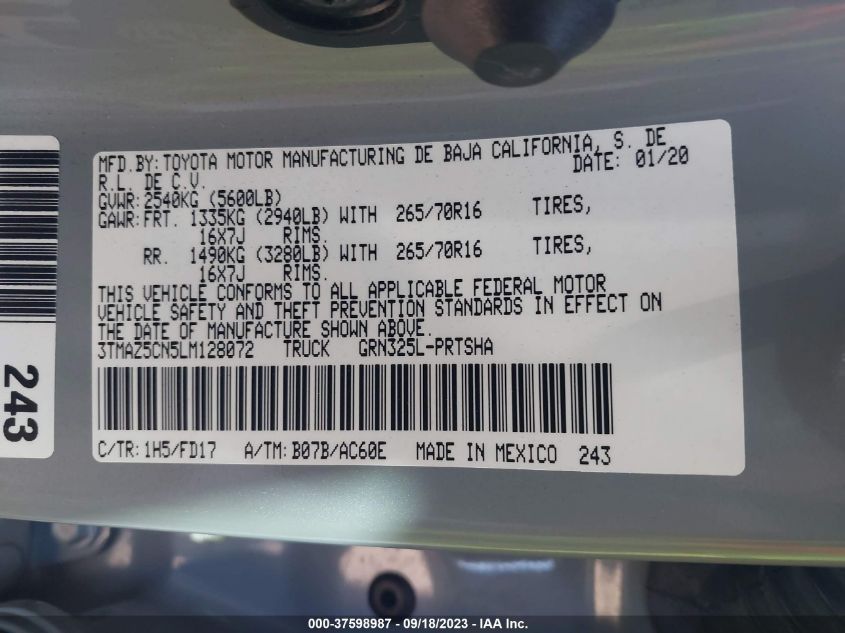 MFD.BY:TOYOTA MOTOR MANUFACTURING DE BAJA CALIFORNIA, S. DE
R.L. DE C.V. DATE: 01/20
GVWR:2540KG (5600LB)
GAWR:FRT. 1335KG (2940LB) WITH 265/70R16 TIRES,
16X7J RIMS.
RR. 1490KG (3280LB) WITH 265/70R16 TIRES,
16X7J RIMS.
THIS VEHICLE CONFORMS TO ALL APPLICABLE FEDERAL MOTOR
VEHICLE SAFETY AND THEFT PREVENTION STANDARDS IN EFFECT ON
THE DATE OF MANUFACTURE SHOWN ABOVE.
3TMAZ5CN5LM128072 TRUCK GRN325L-PRTSHA
C/TR:1H5/FD17 A/TM:B07B/AC60E MADE IN MEXICO 243
243
000-37598987 - 09/18/2023 - IAA Inc.